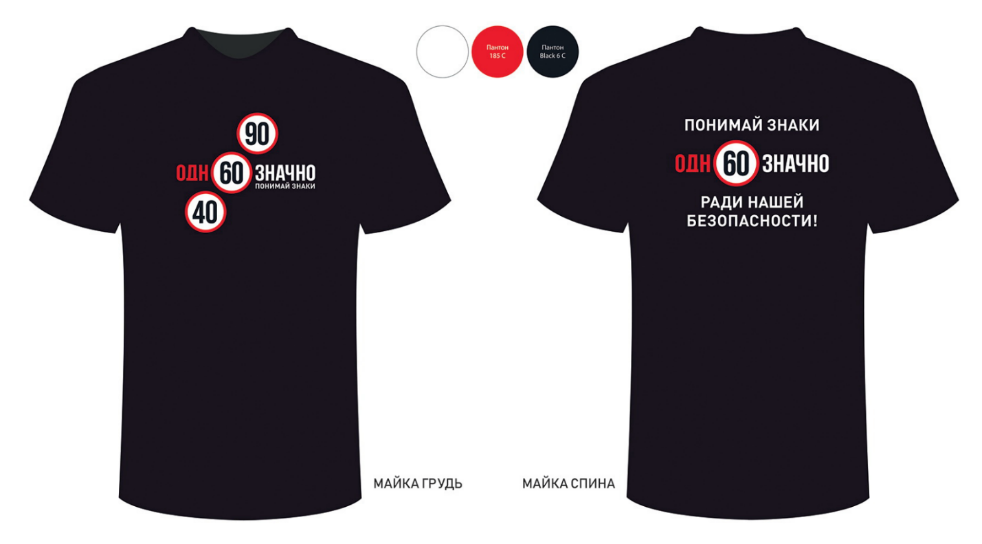 Пантон
185 C
Пантон
Black 6 C
90
ОДН 60 ЗНАЧНО
ПОНИМАЙ ЗНАКИ
40
ПОНИМАЙ ЗНАКИ
ОДН 60 ЗНАЧНО
РАДИ НАШЕЙ
БЕЗОПАСНОСТИ!
МАЙКА ГРУДЬ
МАЙКА СПИНА